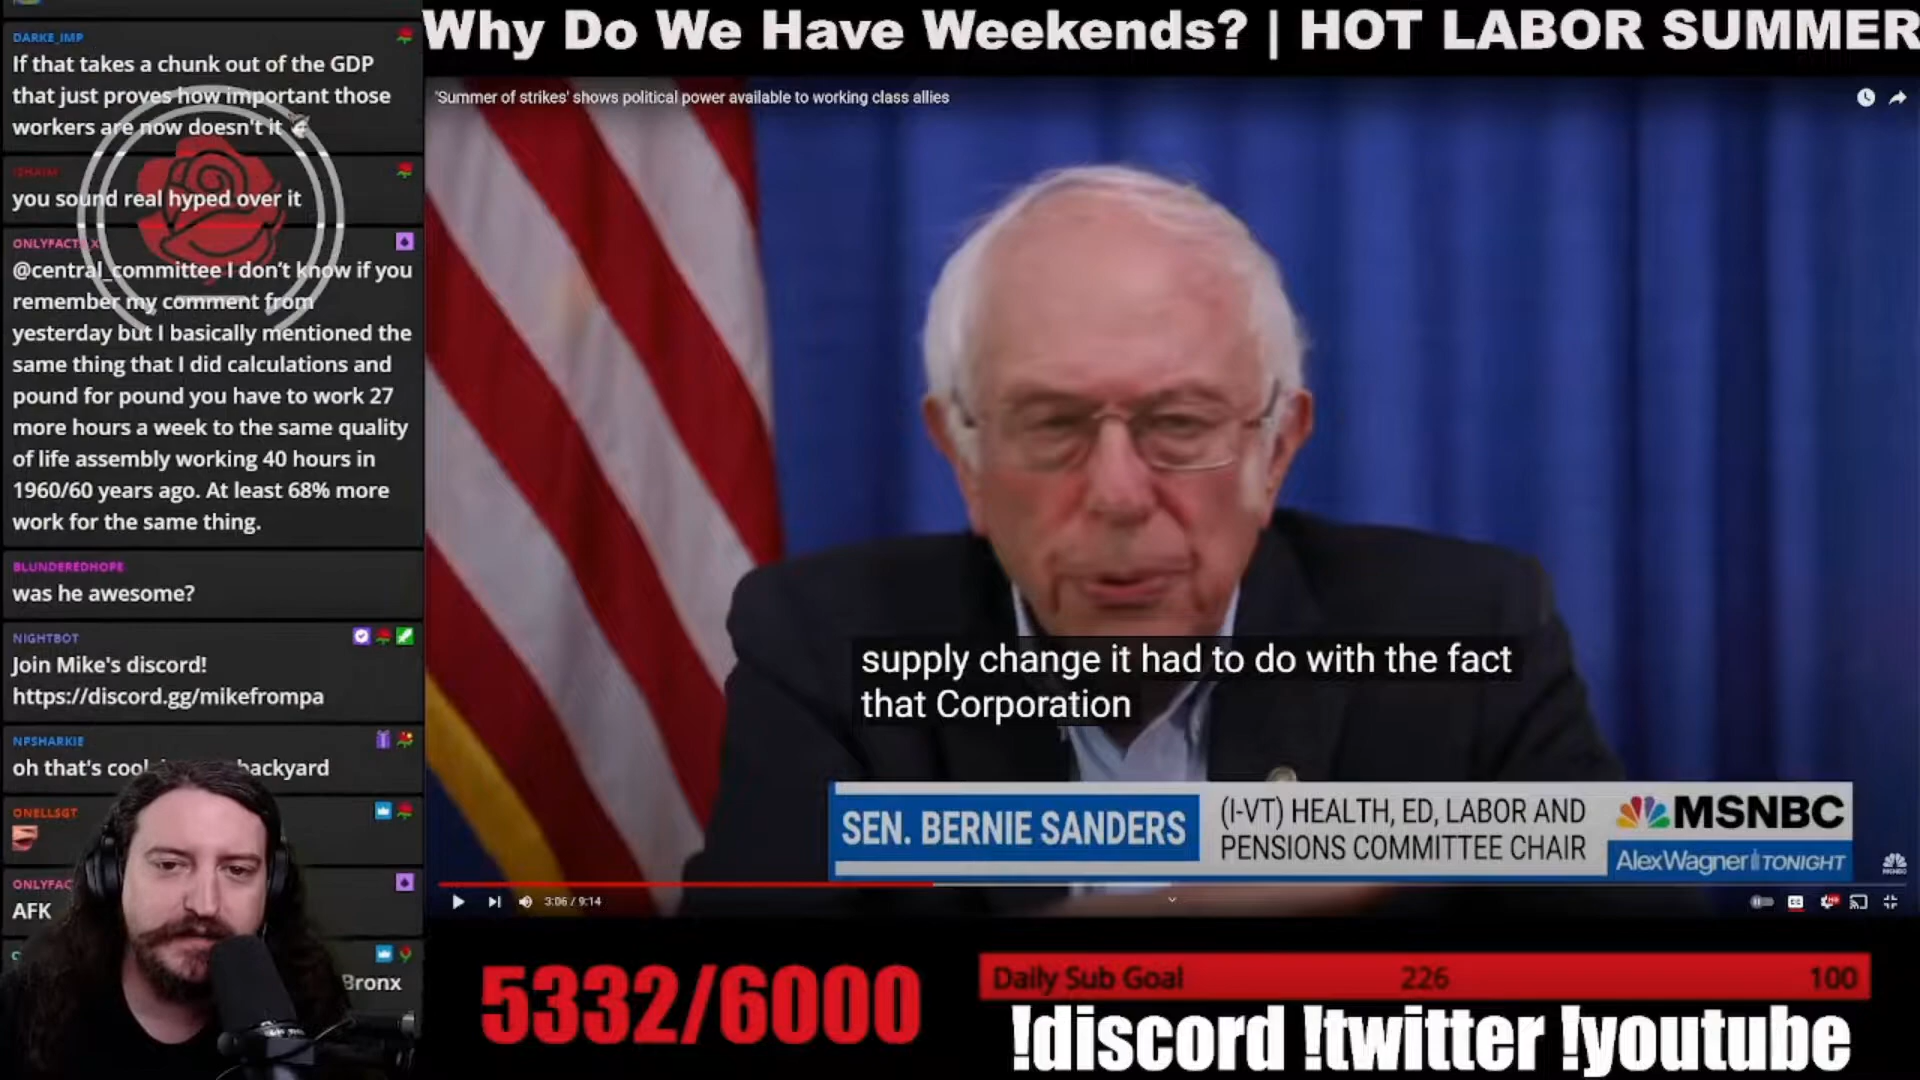 Why Do We Have Weekends? | HOT LABOR SUMMER
DARKE_IMP
If that takes a chunk out of the GDP
that just proves how important those
workers are now doesn't it
you sound real hyped over it
@central_committee I don't know if you
remember my comment from
yesterday but I basically mentioned the
same thing that I did calculations and
pound for pound you have to work 27
more hours a week to the same quality
of life assembly working 40 hours in
1960/60 years ago. At least 68% more
work for the same thing.
BLUNDEREDHOPE
was he awesome?
NIGHTBOT
Join Mike's discord!
https://discord.gg/mikefrompa
NPSHARKIE
oh that's cool backyard
ONELLSGT
ONLYFAC
AFK
Bronx
'Summer of strikes' shows political power available to working class allies
supply change it had to do with the fact
that Corporation
SEN. BERNIE SANDERS
(I-VT) HEALTH, ED, LABOR AND
PENSIONS COMMITTEE CHAIR
MSNBC
AlexWagner TONIGHT
3:06 / 9:14
5332/6000
Daily Sub Goal 226 100
!discord !twitter !youtube